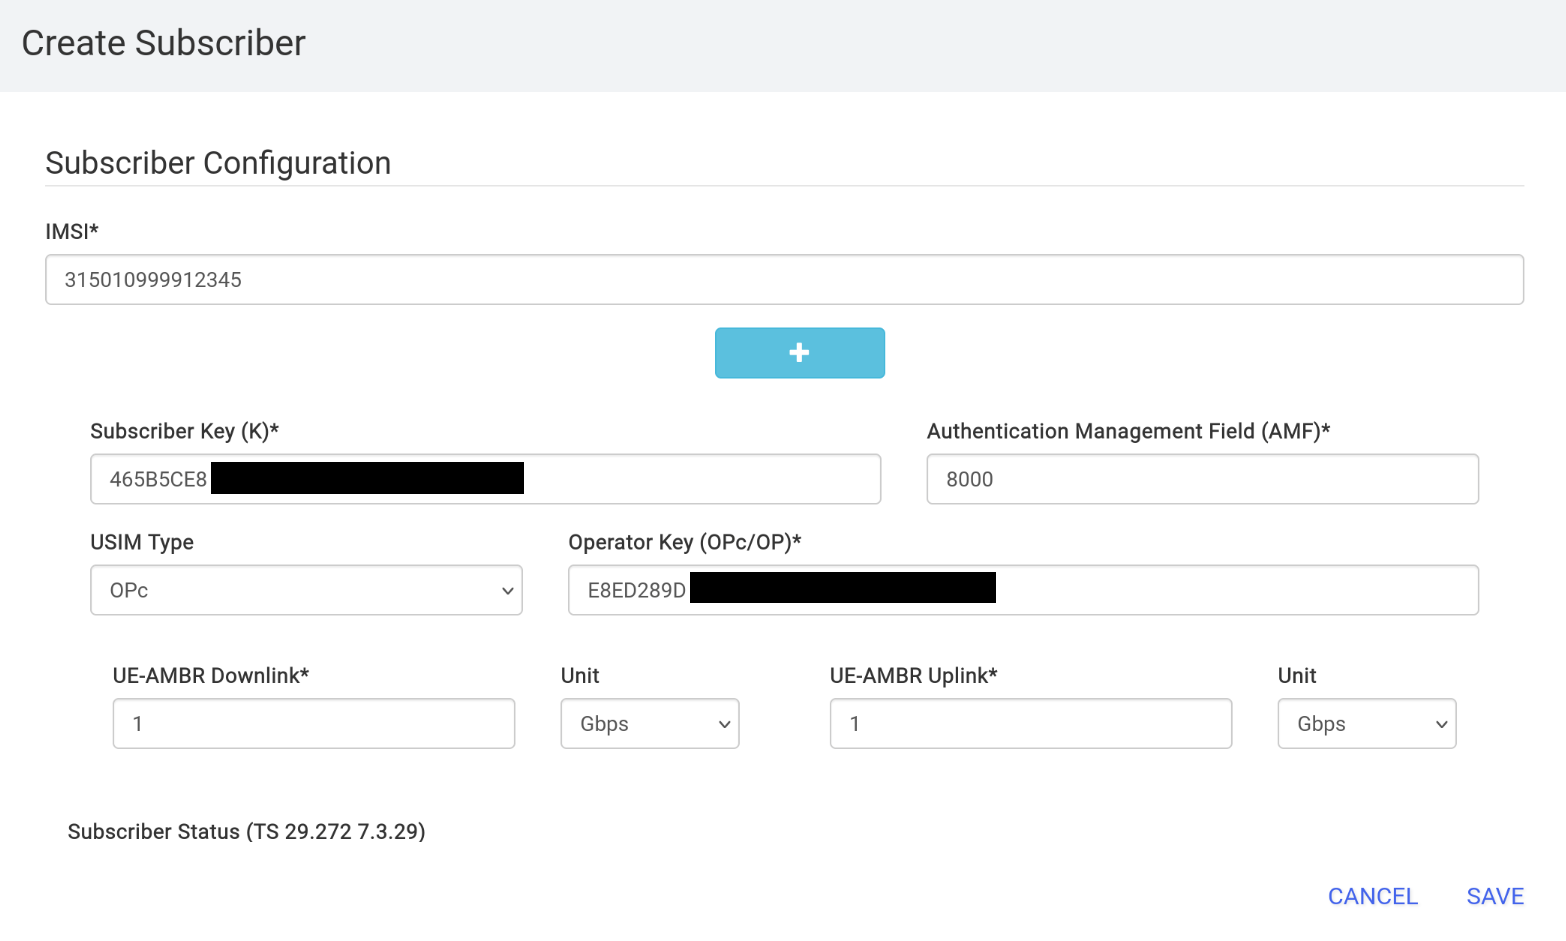 Create Subscriber
Subscriber Configuration
IMSI*
315010999912345
Subscriber Key (K)* Authentication Management Field (AMF)*
465B5CE8 8000
USIM Type Operator Key (OPc/OP)*
OPc E8ED289D
UE-AMBR Downlink* Unit UE-AMBR Uplink* Unit
1 Gbps 1 Gbps
Subscriber Status (TS 29.272 7.3.29)
CANCEL SAVE